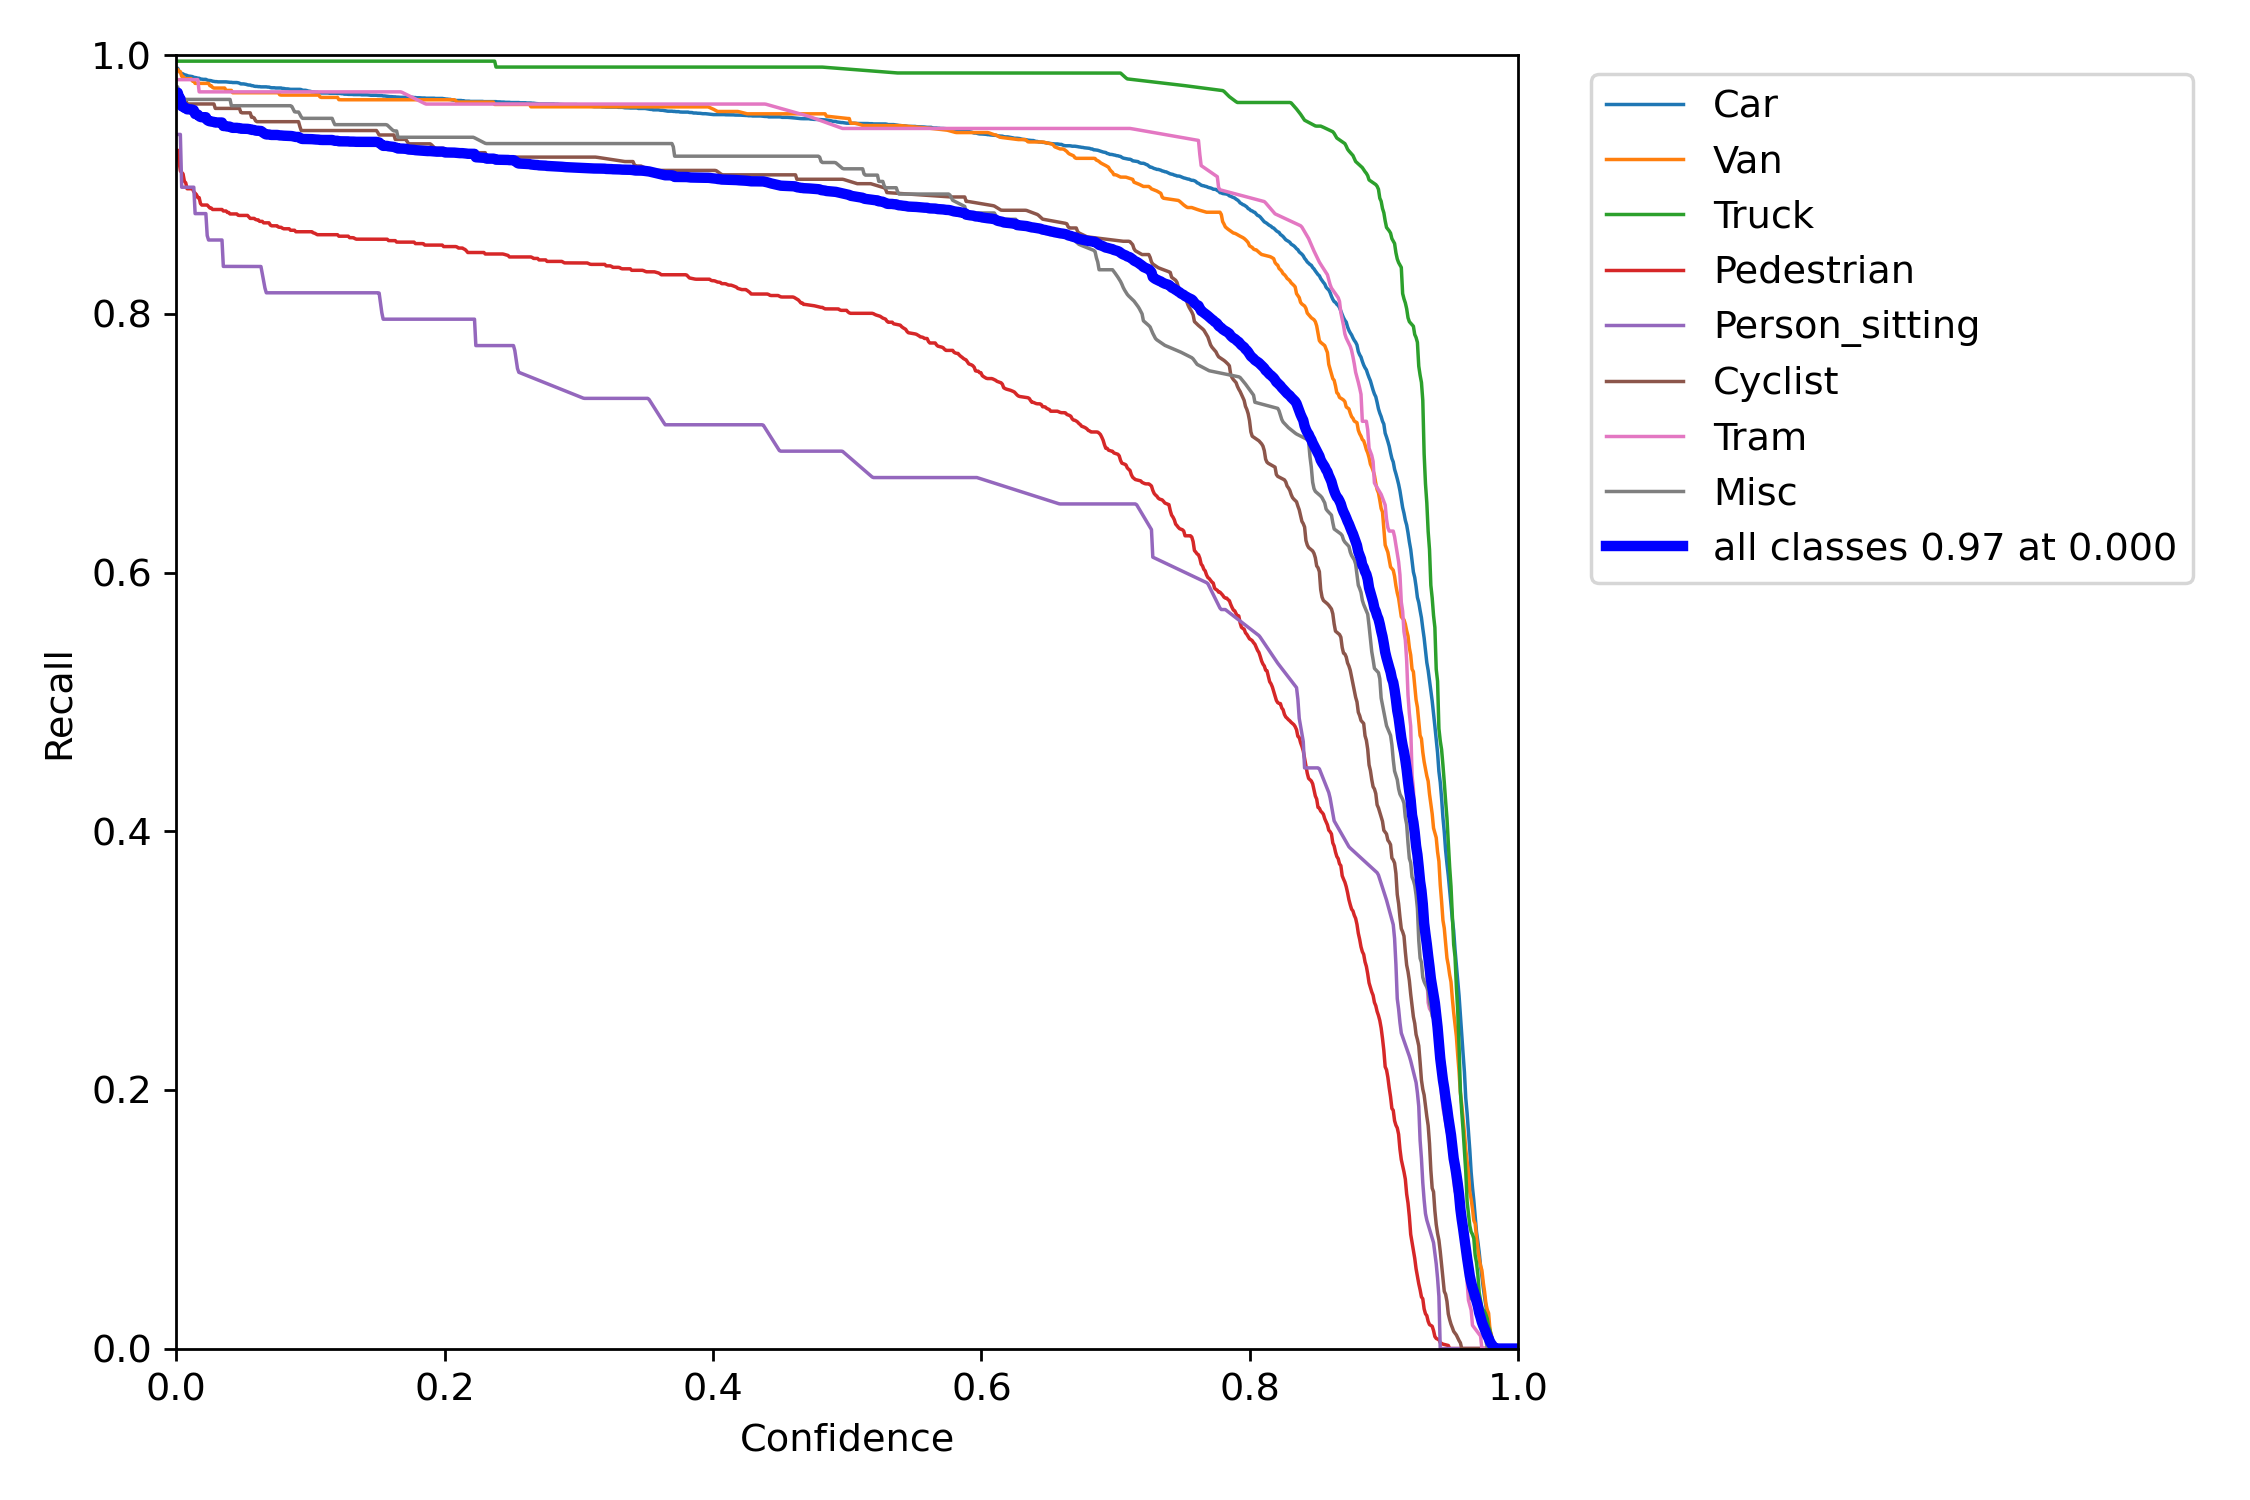 1.0
0.8
0.6
0.4
0.2
0.0
Recall
0.0 0.2 0.4 0.6 0.8 1.0
Confidence
Car
Van
Truck
Pedestrian
Person_sitting
Cyclist
Tram
Misc
all classes 0.97 at 0.000